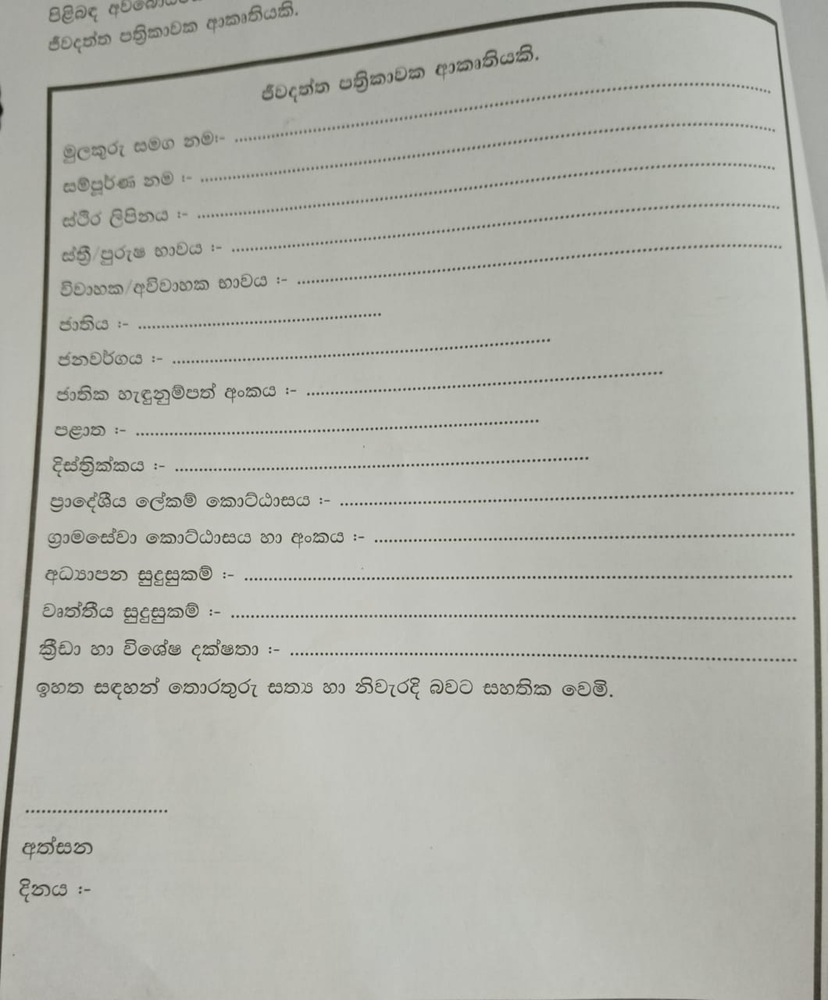 පිළිබඳ
ජීවදත්ත පත්‍රිකාවක ආකෘතියකි.
ජීවදත්ත පත්‍රිකාවක ආකෘතියකි.
මුලකුරු සමග නමඃ- ........................................
සම්පූර්ණ නම :- ........................................
ස්ථිර ලිපිනය :- ........................................
ස්ත්‍රී/පුරුෂ භාවය :- ........................................
විවාහක/අවිවාහක භාවය :- ........................................
ජාතිය :- ........................................
ජනවර්ගය :- ........................................
ජාතික හැඳුනුම්පත් අංකය :- ........................................
පළාත :- ........................................
දිස්ත්‍රික්කය :- ........................................
ප්‍රාදේශීය ලේකම් කොට්ඨාසය :- ........................................
ග්‍රාමසේවා කොට්ඨාසය හා අංකය :- ........................................
අධ්‍යාපන සුදුසුකම් :- ........................................
වෘත්තීය සුදුසුකම් :- ........................................
ක්‍රීඩා හා විශේෂ දක්ෂතා :- ........................................
ඉහත සඳහන් තොරතුරු සත්‍ය හා නිවැරදි බවට සහතික වෙමි.
...........................
අත්සන
දිනය :-